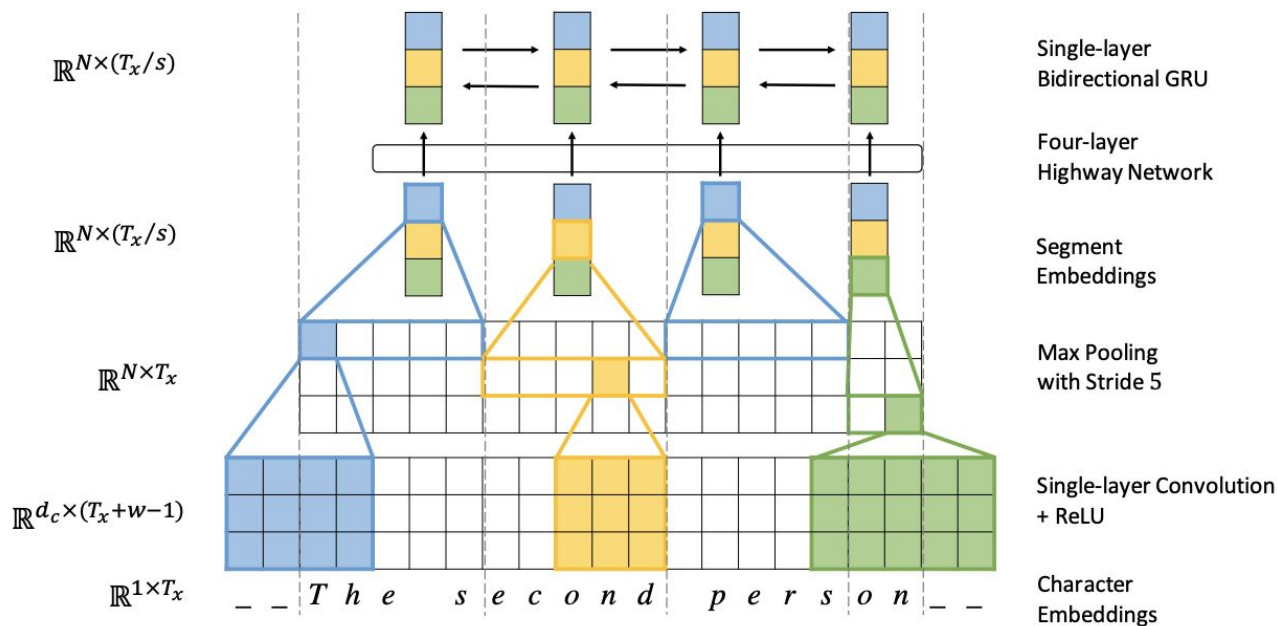 ℝ^{N×(T_x/s)}
Single-layer
Bidirectional GRU
Four-layer
Highway Network
ℝ^{N×(T_x/s)}
Segment
Embeddings
ℝ^{N×T_x}
Max Pooling
with Stride 5
ℝ^{d_c×(T_x+w−1)}
Single-layer Convolution
+ ReLU
ℝ^{1×T_x}
_ _ T h e s e c o n d p e r s o n _ _
Character
Embeddings